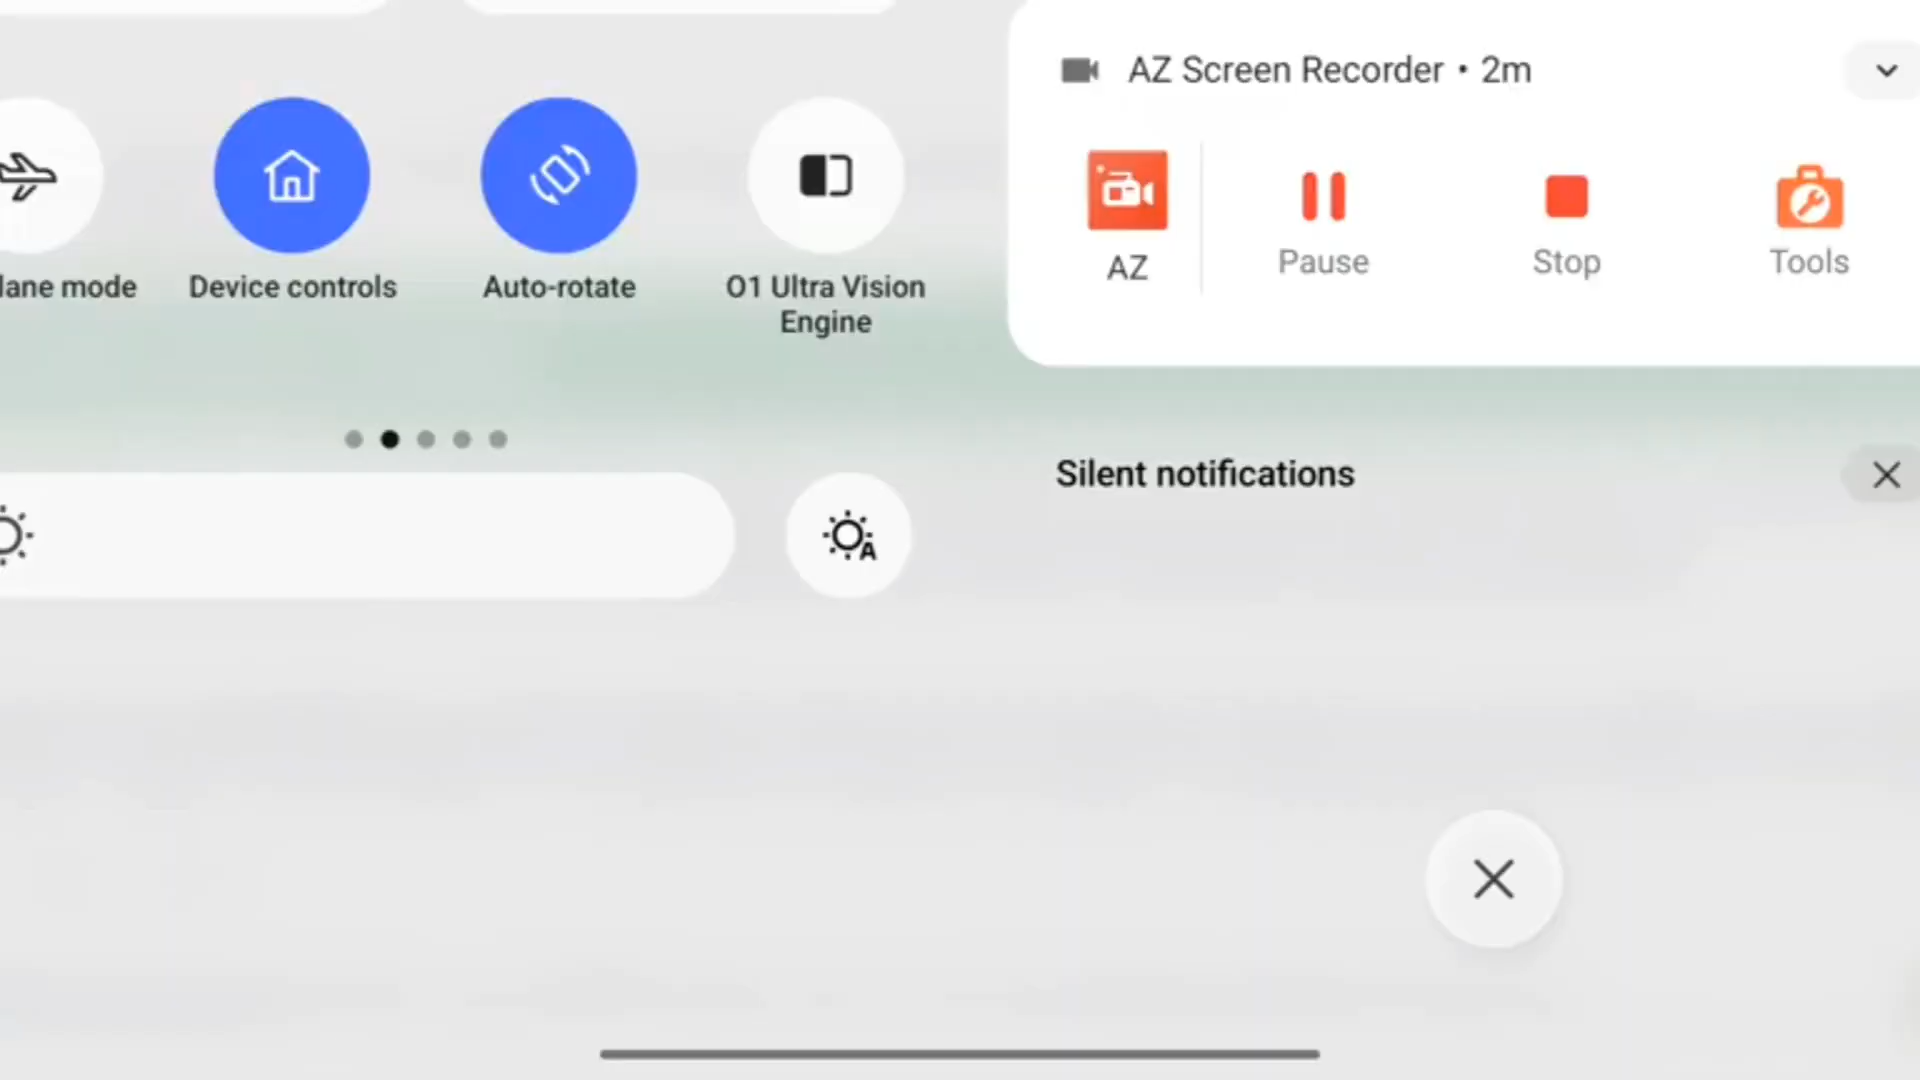 AZ Screen Recorder • 2m
AZ
Pause
Stop
Tools
lane mode
Device controls
Auto-rotate
O1 Ultra Vision
Engine
Silent notifications
A